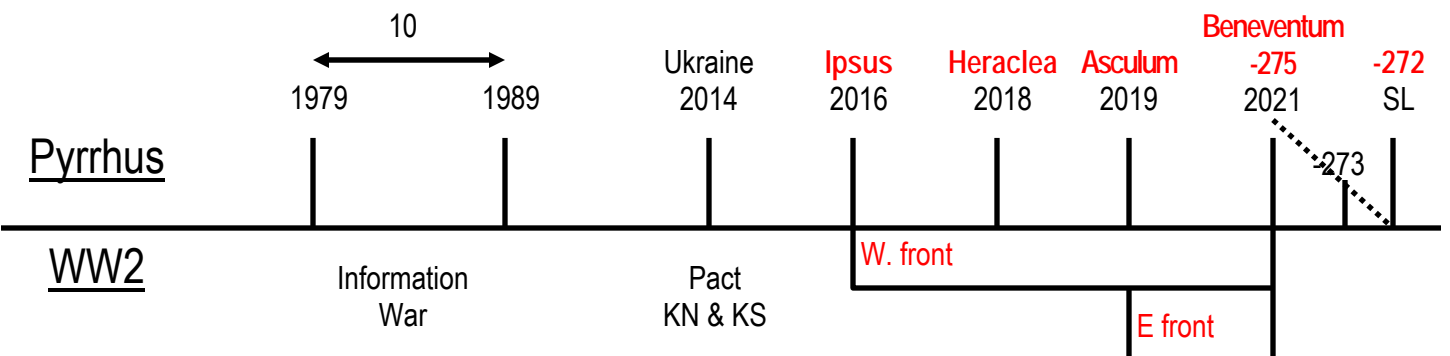 10
Beneventum
Ukraine Ipsus Heraclea Asculum -275 -272
1979 1989 2014 2016 2018 2019 2021 SL
Pyrrhus
-273
WW2
W. front
Information Pact
War KN & KS
E front